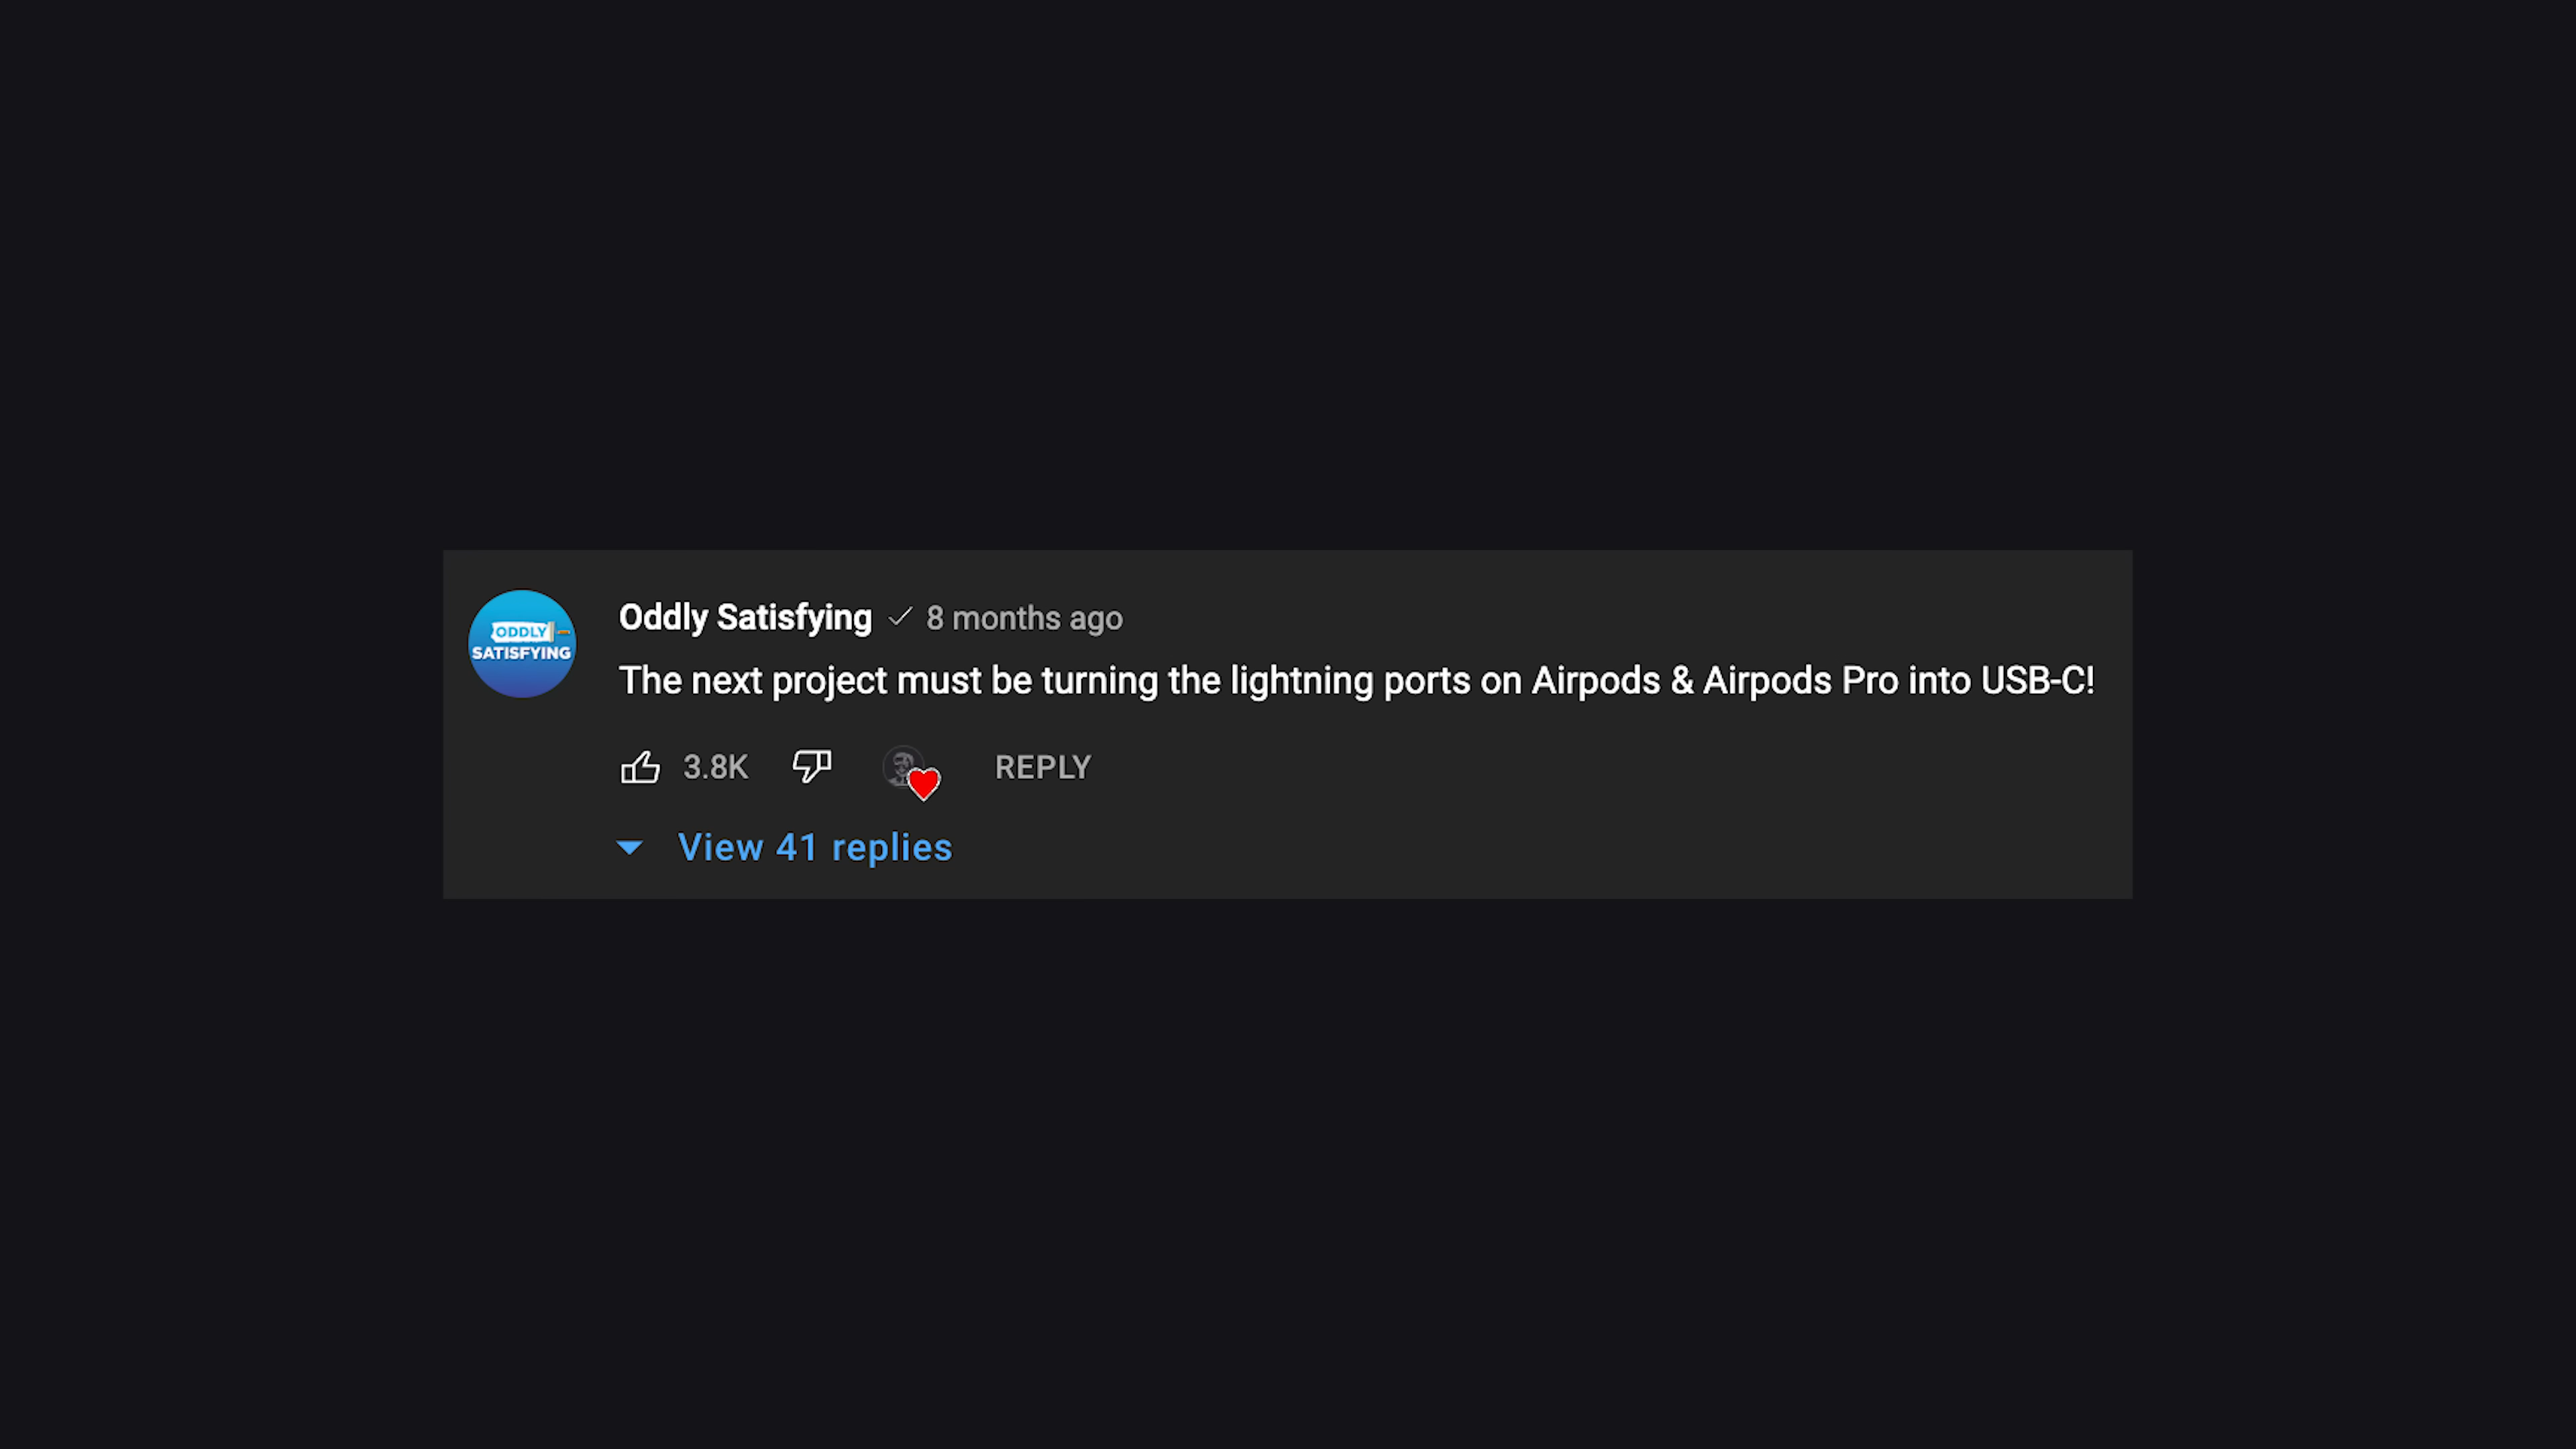 ODDLY
SATISFYING
Oddly Satisfying 8 months ago
The next project must be turning the lightning ports on Airpods & Airpods Pro into USB-C!
3.8K REPLY
View 41 replies